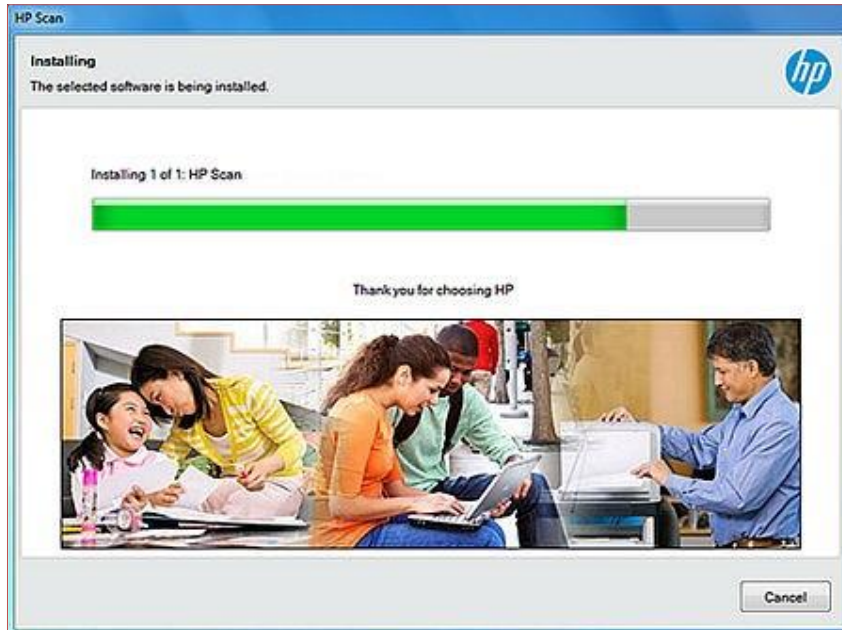 HP Scan
Installing
The selected software is being installed.
hp
Installing 1 of 1: HP Scan
Thank you for choosing HP
Cancel